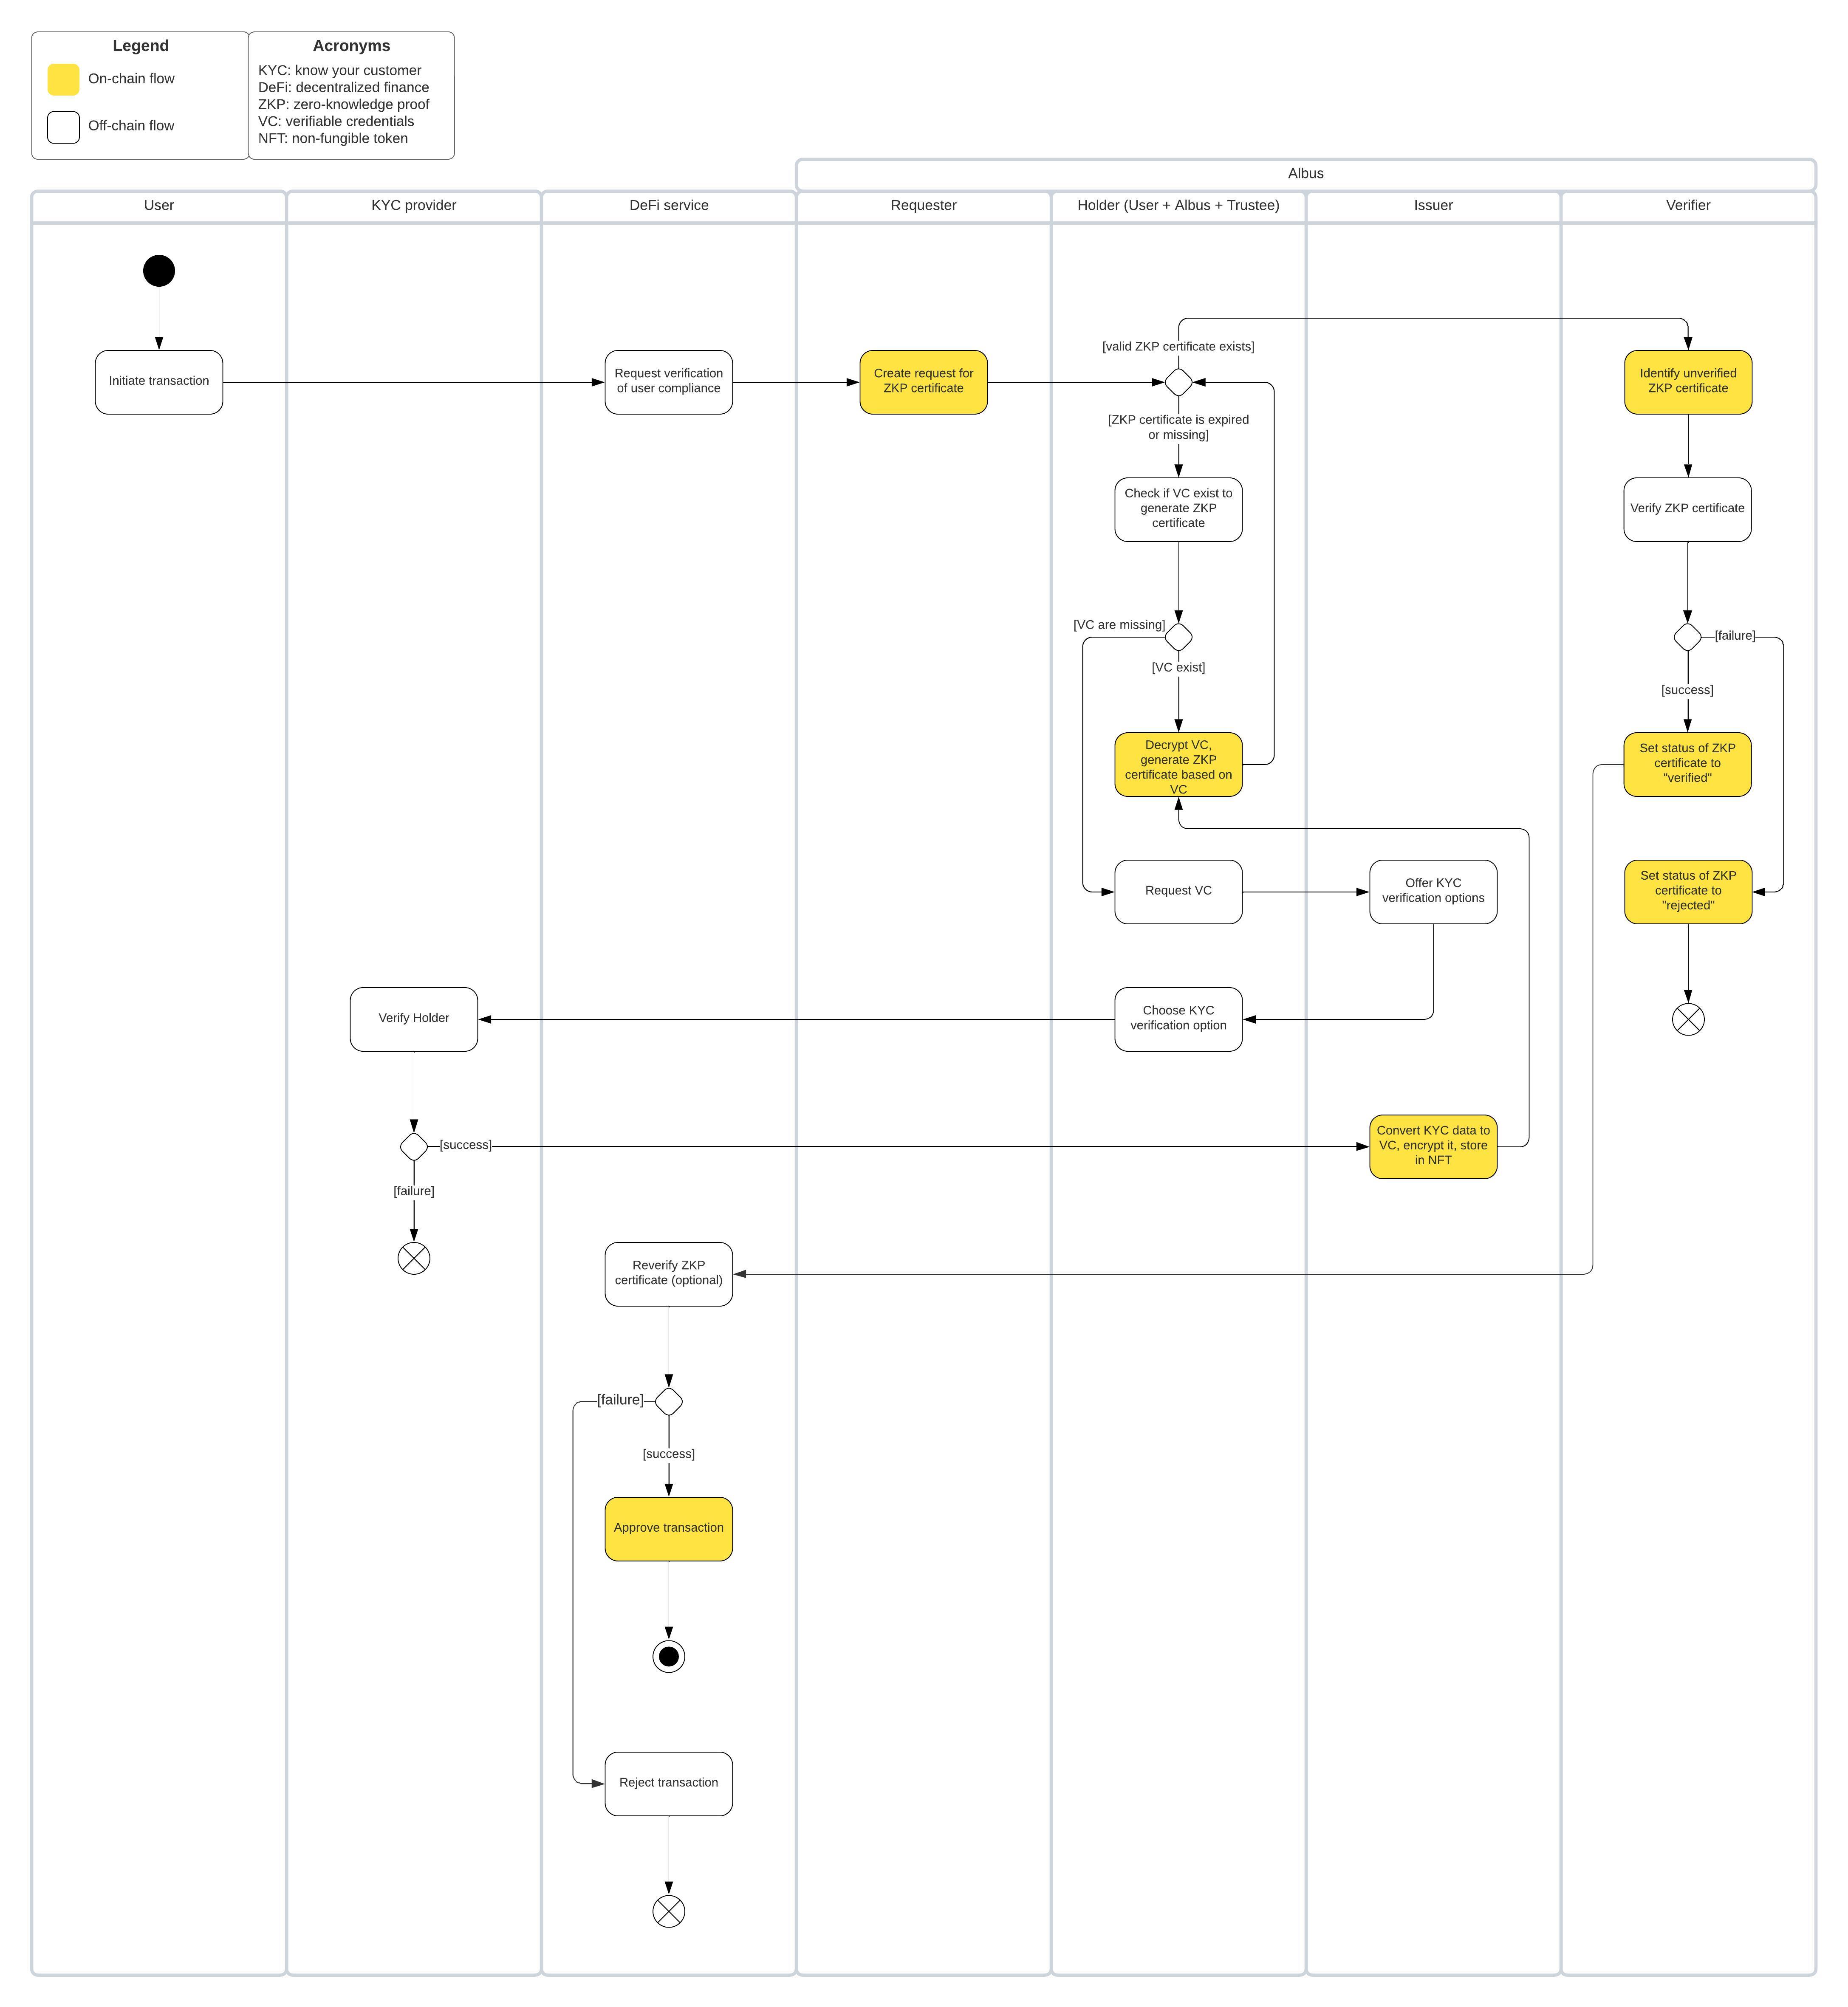 Legend
On-chain flow
Off-chain flow
Acronyms
KYC: know your customer
DeFi: decentralized finance
ZKP: zero-knowledge proof
VC: verifiable credentials
NFT: non-fungible token
Albus
User
KYC provider
DeFi service
Requester
Holder (User + Albus + Trustee)
Issuer
Verifier
Initiate transaction
Request verification
of user compliance
Create request for
ZKP certificate
[valid ZKP certificate exists]
[ZKP certificate is expired
or missing]
Identify unverified
ZKP certificate
Check if VC exist to
generate ZKP
certificate
Verify ZKP certificate
[VC are missing]
[VC exist]
[failure]
[success]
Decrypt VC,
generate ZKP
certificate based on
VC
Set status of ZKP
certificate to
"verified"
Request VC
Offer KYC
verification options
Set status of ZKP
certificate to
"rejected"
Verify Holder
Choose KYC
verification option
[success]
[failure]
Convert KYC data to
VC, encrypt it, store
in NFT
Reverify ZKP
certificate (optional)
[failure]
[success]
Approve transaction
Reject transaction